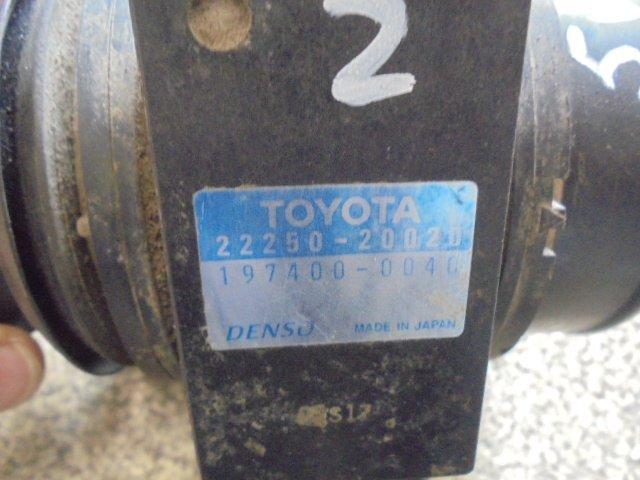 2
TOYOTA
22250-20020
197400-0040
DENSO
MADE IN JAPAN